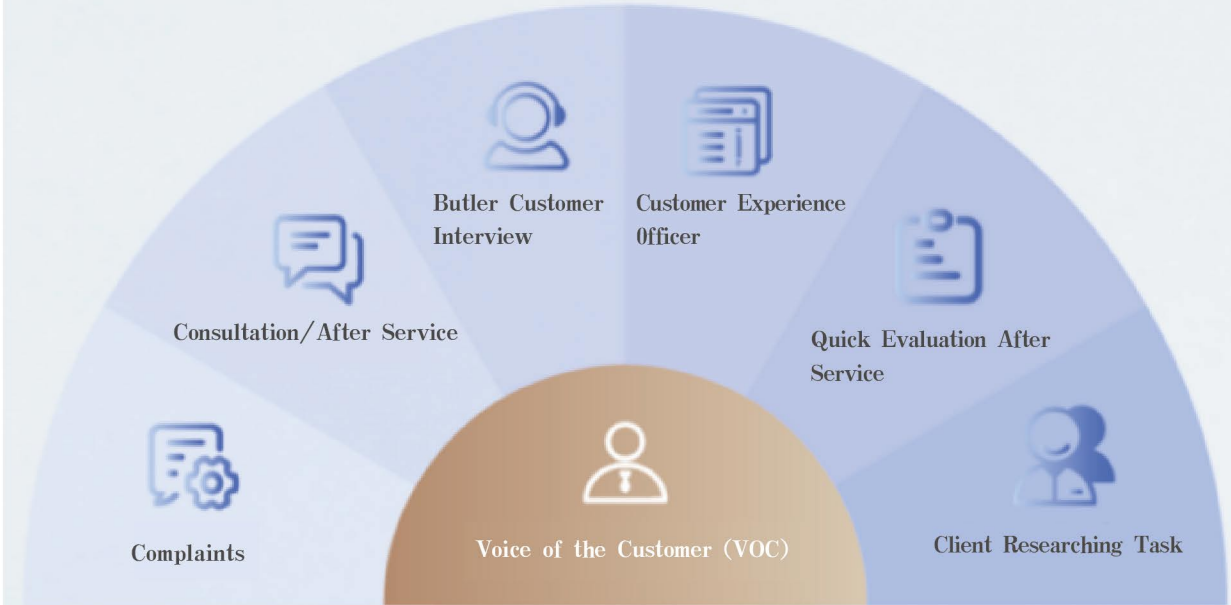 Butler Customer
Interview
Customer Experience
Officer
Consultation/After Service
Quick Evaluation After
Service
Complaints
Voice of the Customer (VOC)
Client Researching Task